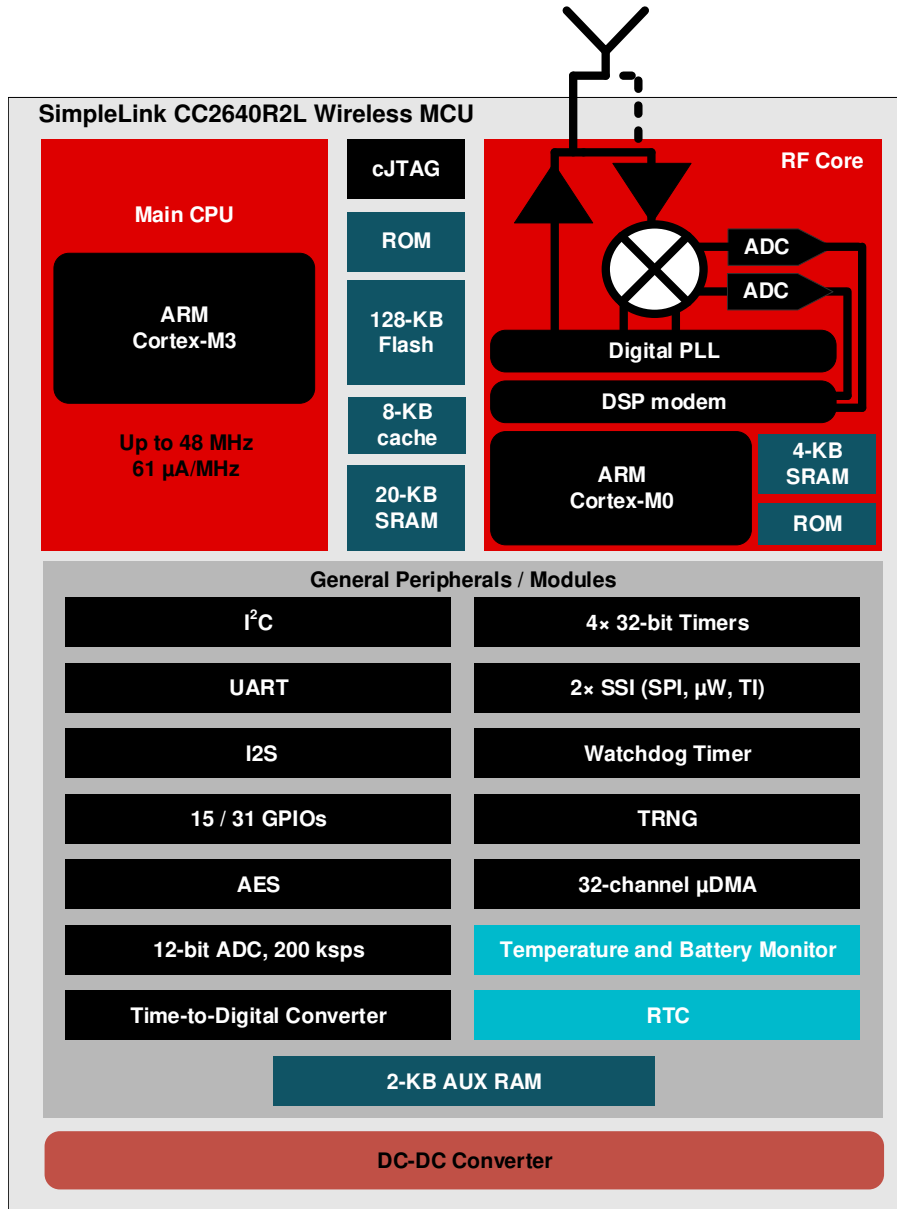 SimpleLink CC2640R2L Wireless MCU
Main CPU
ARM
Cortex-M3
Up to 48 MHz
61 µA/MHz
cJTAG
ROM
128-KB
Flash
8-KB
cache
20-KB
SRAM
RF Core
ADC
ADC
Digital PLL
DSP modem
ARM
Cortex-M0
4-KB
SRAM
ROM
General Peripherals / Modules
I²C
4× 32-bit Timers
UART
2× SSI (SPI, µW, TI)
I2S
Watchdog Timer
15 / 31 GPIOs
TRNG
AES
32-channel µDMA
12-bit ADC, 200 ksps
Temperature and Battery Monitor
Time-to-Digital Converter
RTC
2-KB AUX RAM
DC-DC Converter